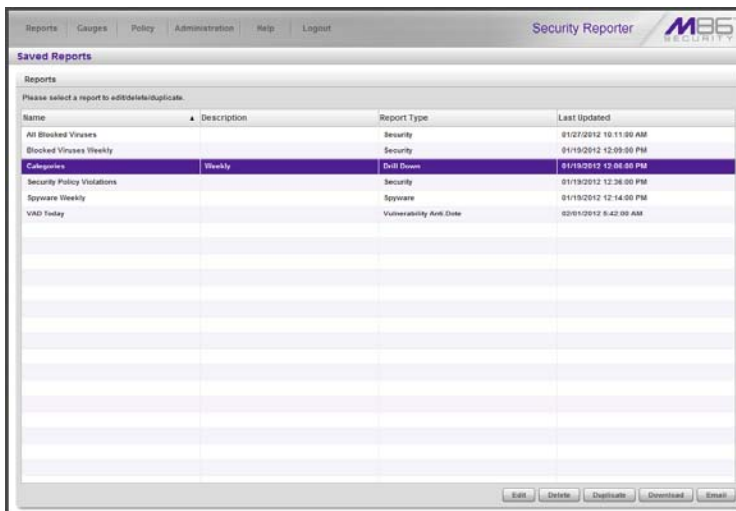 Reports Gauges Policy Administration Help Logout Security Reporter M86 SECURITY
Saved Reports
Reports
Please select a report to edit/delete/duplicate.
Name Description Report Type Last Updated
All Blocked Viruses Security 01/27/2012 10:11:00 AM
Blocked Viruses Weekly Security 01/19/2012 12:09:00 PM
Categories Weekly Drill Down 01/19/2012 12:06:00 PM
Security Policy Violations Security 01/19/2012 12:36:00 PM
Spyware Weekly Spyware 01/19/2012 12:14:00 PM
VAD Today Vulnerability Anti.Dote 02/01/2012 5:42:00 AM
Edit Delete Duplicate Download Email